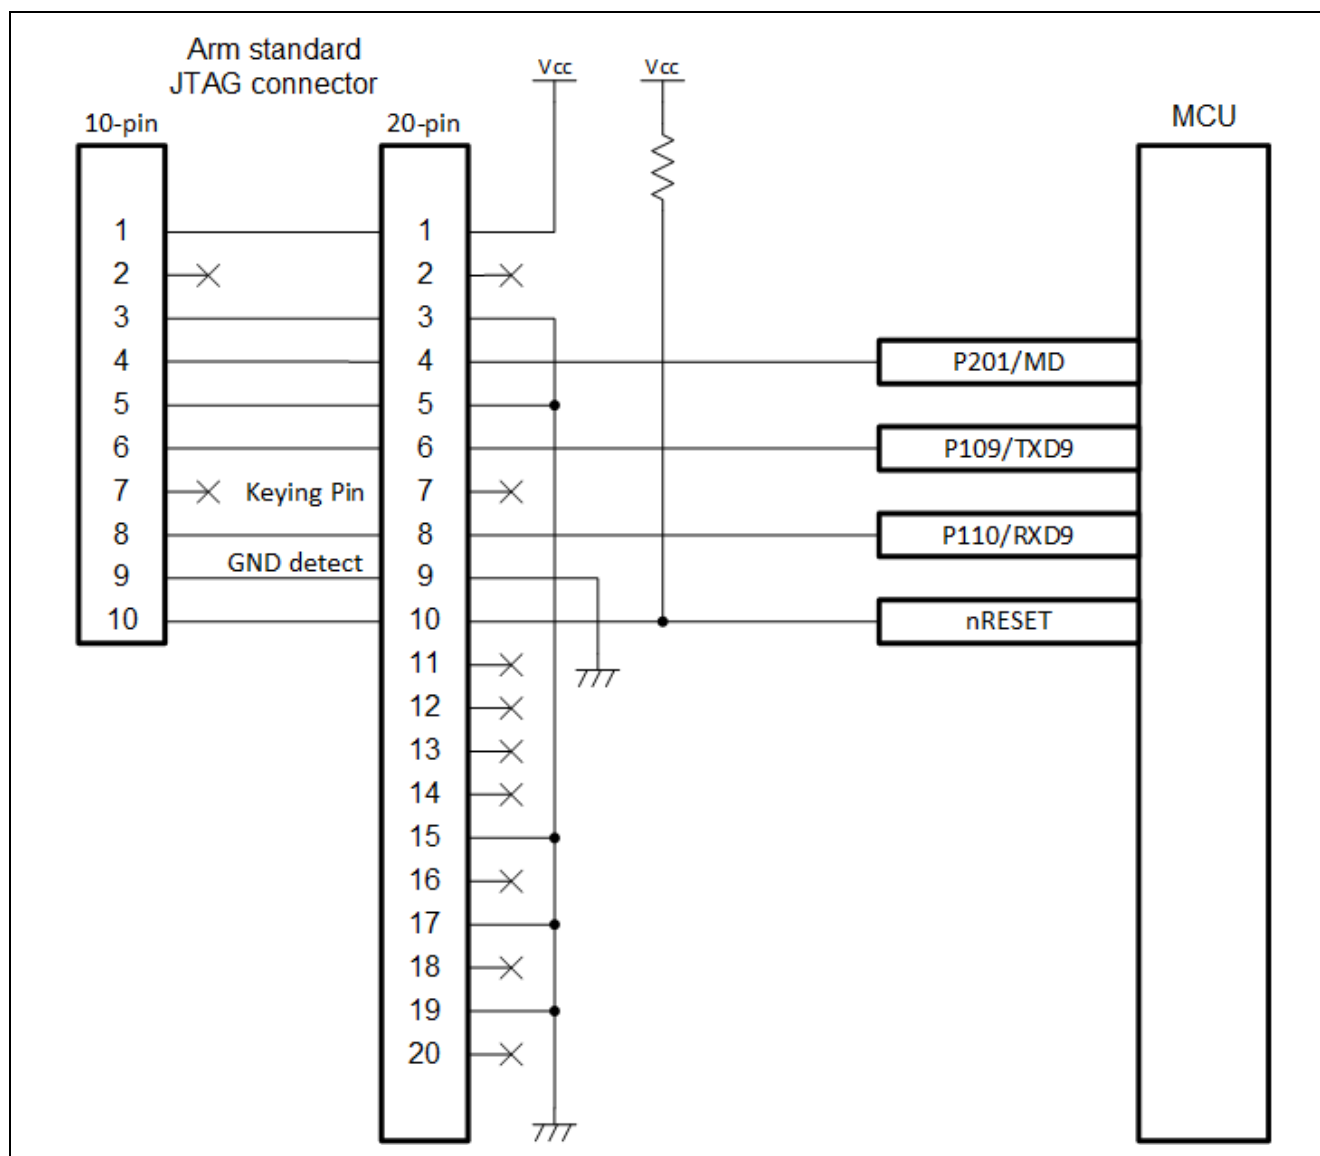 Arm standard
JTAG connector
Vcc
Vcc
10-pin
20-pin
MCU
1
1
2
2
3
3
4
4
P201/MD
5
5
6
6
P109/TXD9
7
Keying Pin
7
8
8
P110/RXD9
GND detect
9
9
10
10
nRESET
11
12
13
14
15
16
17
18
19
20